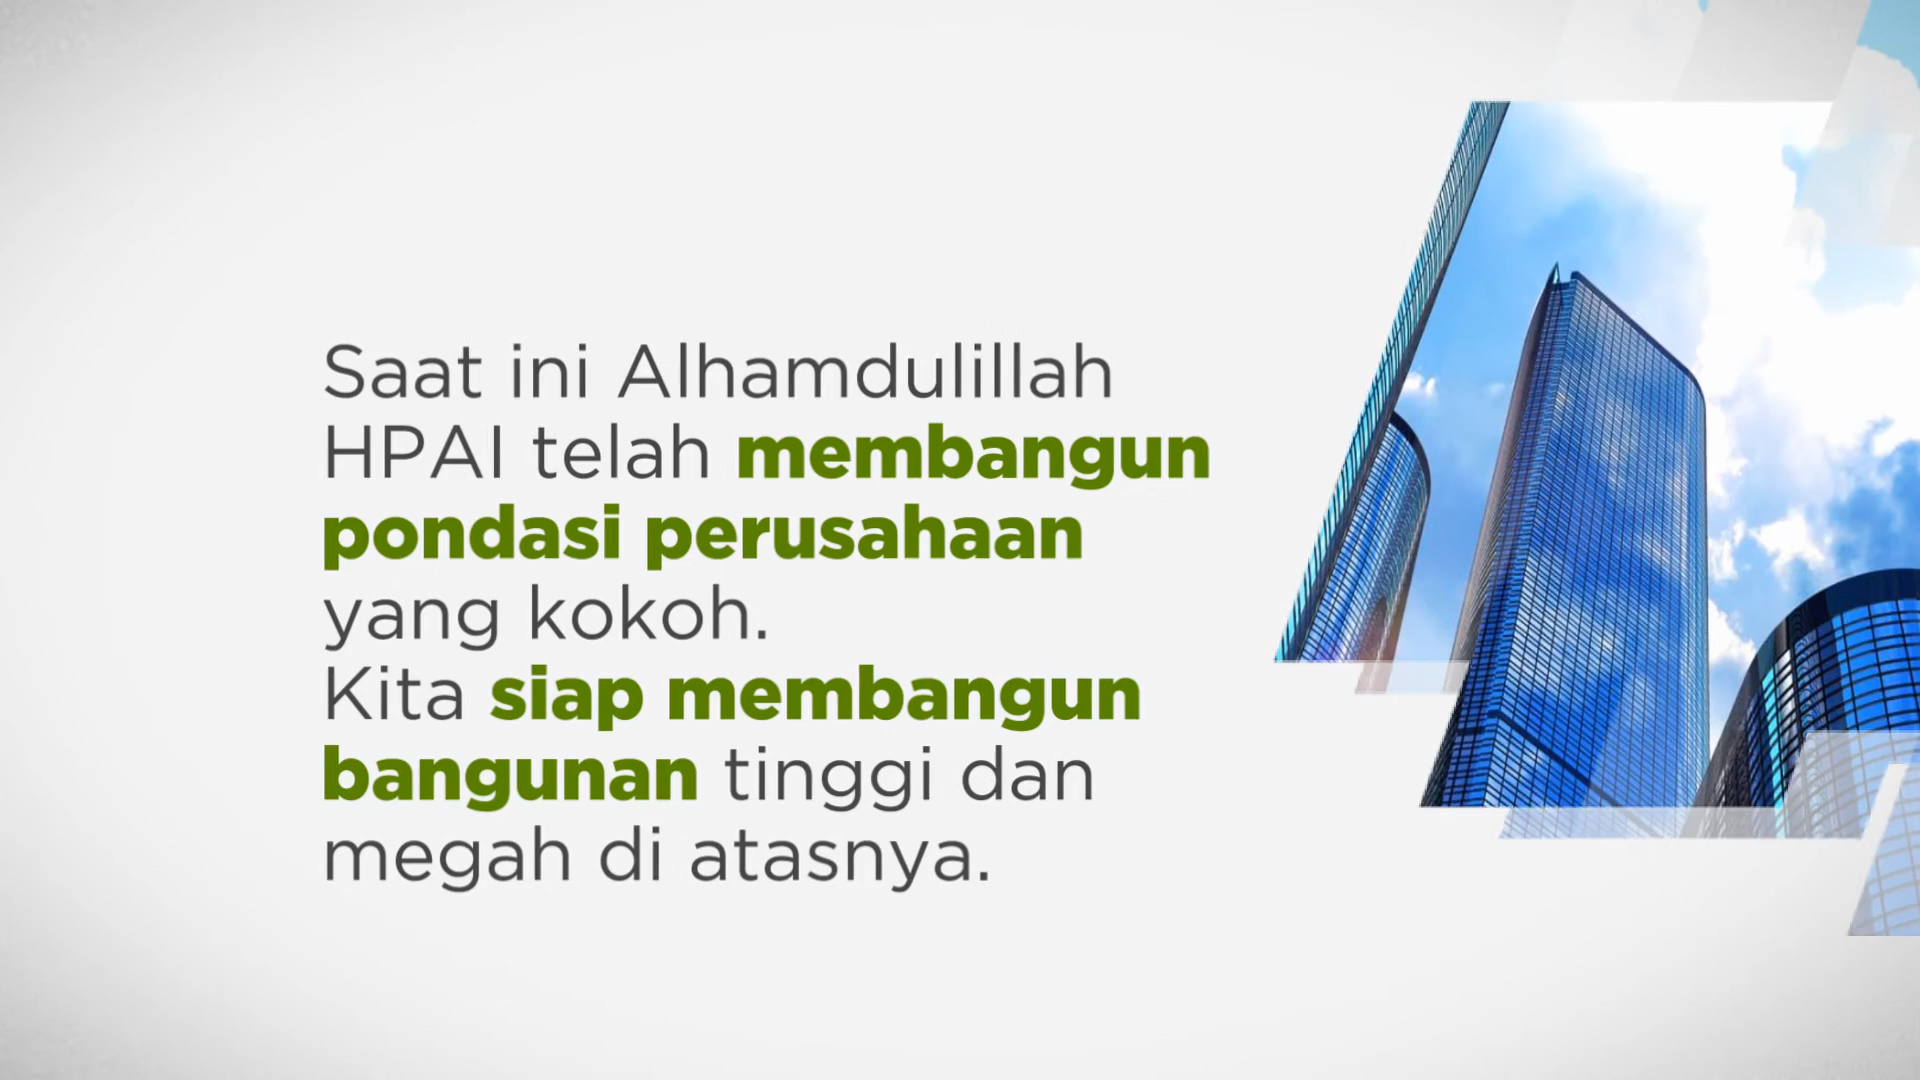 Saat ini Alhamdulillah
HPAI telah membangun
pondasi perusahaan
yang kokoh.
Kita siap membangun
bangunan tinggi dan
megah di atasnya.